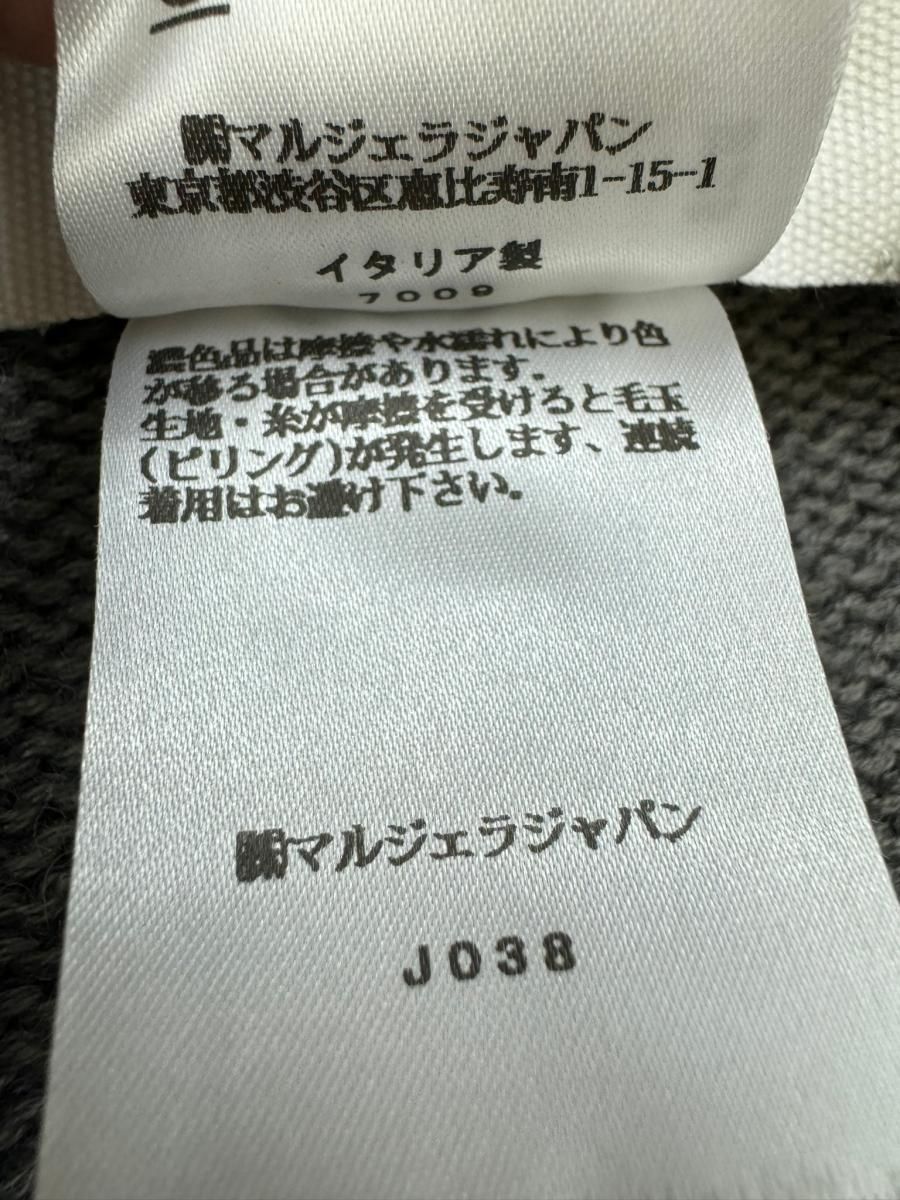 ㈱マルジェラジャパン
東京都渋谷区恵比寿南1-15-1
イタリア製
7009
濃色品は摩擦や水濡れにより色
が移る場合があります。
生地・糸が摩擦を受けると毛玉
(ピリング)が発生します、連続
着用はお避け下さい。
㈱マルジェラジャパン
J038